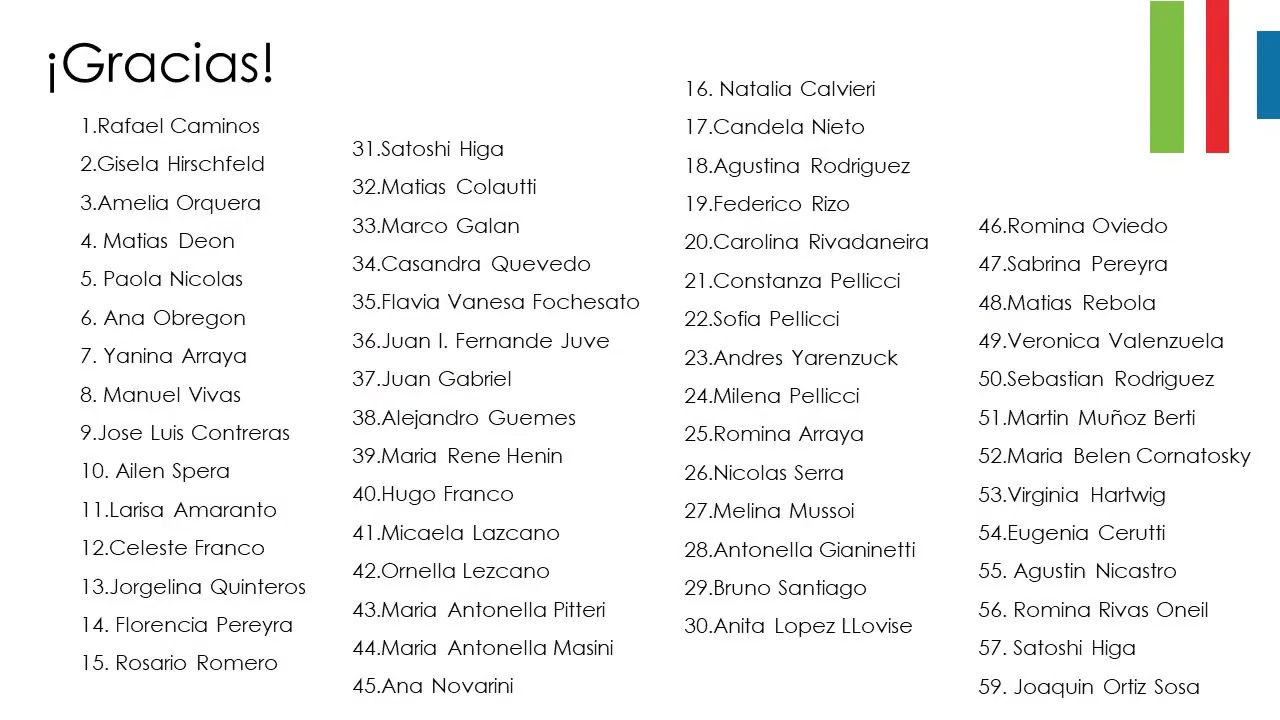 ¡Gracias!
1.Rafael Caminos
2.Gisela Hirschfeld
3.Amelia Orquera
4. Matias Deon
5. Paola Nicolas
6. Ana Obregon
7. Yanina Arraya
8. Manuel Vivas
9.Jose Luis Contreras
10. Ailen Spera
11.Larisa Amaranto
12.Celeste Franco
13.Jorgelina Quinteros
14. Florencia Pereyra
15. Rosario Romero
16. Natalia Calvieri
17.Candela Nieto
18.Agustina Rodriguez
19.Federico Rizo
20.Carolina Rivadaneira
21.Constanza Pellicci
22.Sofia Pellicci
23.Andres Yarenzuck
24.Milena Pellicci
25.Romina Arraya
26.Nicolas Serra
27.Melina Mussoi
28.Antonella Gianinetti
29.Bruno Santiago
30.Anita Lopez LLovise
31.Satoshi Higa
32.Matias Colautti
33.Marco Galan
34.Casandra Quevedo
35.Flavia Vanesa Fochesato
36.Juan I. Fernande Juve
37.Juan Gabriel
38.Alejandro Guemes
39.Maria Rene Henin
40.Hugo Franco
41.Micaela Lazcano
42.Ornella Lezcano
43.Maria Antonella Pitteri
44.Maria Antonella Masini
45.Ana Novarini
46.Romina Oviedo
47.Sabrina Pereyra
48.Matias Rebola
49.Veronica Valenzuela
50.Sebastian Rodriguez
51.Martin Muñoz Berti
52.Maria Belen Cornatosky
53.Virginia Hartwig
54.Eugenia Cerutti
55. Agustin Nicastro
56. Romina Rivas Oneil
57. Satoshi Higa
59. Joaquin Ortiz Sosa